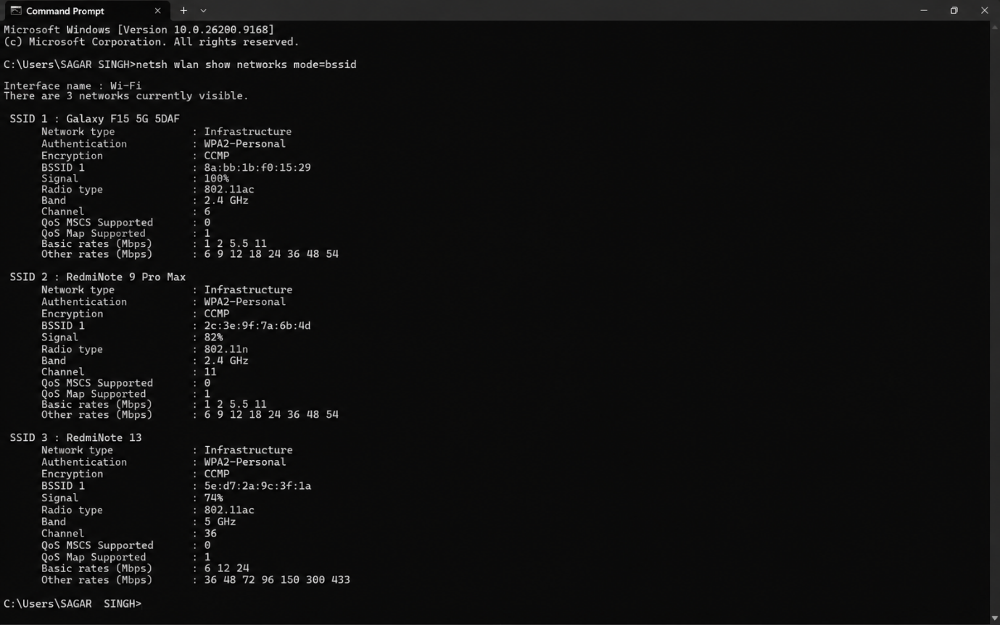 Command Prompt
Microsoft Windows [Version 10.0.26200.9168]
(c) Microsoft Corporation. All rights reserved.
C:\Users\SAGAR SINGH>netsh wlan show networks mode=bssid
Interface name : Wi-Fi
There are 3 networks currently visible.
SSID 1 : Galaxy F15 5G 5DAF
Network type : Infrastructure
Authentication : WPA2-Personal
Encryption : CCMP
BSSID 1 : 8a:bb:1b:f0:15:29
Signal : 100%
Radio type : 802.11ac
Band : 2.4 GHz
Channel : 6
QoS MSCS Supported : 0
QoS Map Supported : 1
Basic rates (Mbps) : 1 2 5.5 11
Other rates (Mbps) : 6 9 12 18 24 36 48 54
SSID 2 : RedmiNote 9 Pro Max
Network type : Infrastructure
Authentication : WPA2-Personal
Encryption : CCMP
BSSID 1 : 2c:3e:9f:7a:6b:4d
Signal : 82%
Radio type : 802.11n
Band : 2.4 GHz
Channel : 11
QoS MSCS Supported : 0
QoS Map Supported : 1
Basic rates (Mbps) : 1 2 5.5 11
Other rates (Mbps) : 6 9 12 18 24 36 48 54
SSID 3 : RedmiNote 13
Network type : Infrastructure
Authentication : WPA2-Personal
Encryption : CCMP
BSSID 1 : 5e:d7:2a:9c:3f:1a
Signal : 74%
Radio type : 802.11ac
Band : 5 GHz
Channel : 36
QoS MSCS Supported : 0
QoS Map Supported : 1
Basic rates (Mbps) : 6 12 24
Other rates (Mbps) : 36 48 72 96 150 300 433
C:\Users\SAGAR  SINGH>